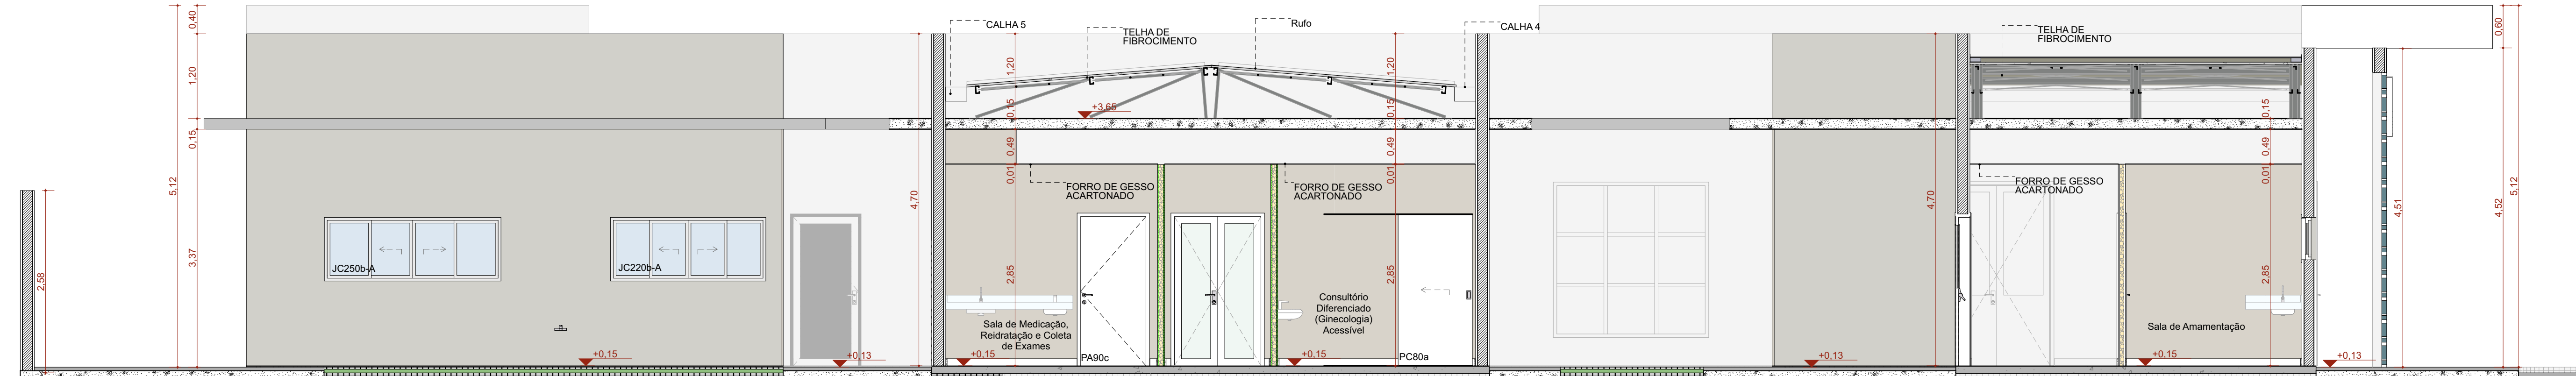 0,40
1,20
0,15
3,37
5,12
2,58
JC250b-A
JC220b-A
+0,15
+0,13
4,70
CALHA 5
TELHA DE
FIBROCIMENTO
Rufo
CALHA 4
1,20
0,15
0,49
0,01
2,85
+3,65
1,20
0,15
0,49
0,01
2,85
FORRO DE GESSO
ACARTONADO
FORRO DE GESSO
ACARTONADO
Sala de Medicação,
Reidratação e Coleta
de Exames
+0,15
PA90c
Consultório
Diferenciado
(Ginecologia)
Acessível
+0,15
PC80a
+0,13
4,70
TELHA DE
FIBROCIMENTO
FORRO DE GESSO
ACARTONADO
0,15
0,49
0,01
2,85
Sala de Amamentação
+0,15
+0,13
4,51
0,60
4,52
5,12